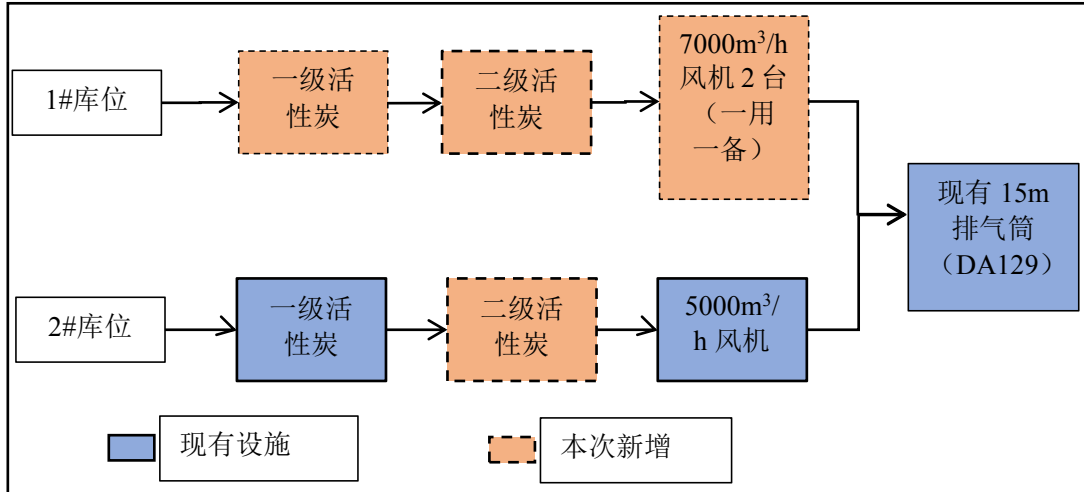 1#库位
一级活
性炭
二级活
性炭
7000m³/h
风机 2 台
（一用
一备）
现有 15m
排气筒
（DA129）
2#库位
一级活
性炭
二级活
性炭
5000m³/
h 风机
现有设施
本次新增